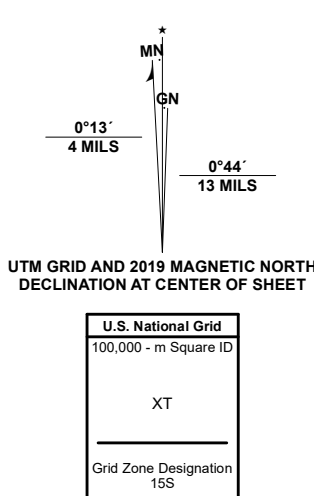 MN
GN
0°13´
4 MILS
0°44´
13 MILS
UTM GRID AND 2019 MAGNETIC NORTH
DECLINATION AT CENTER OF SHEET
U.S. National Grid
100,000 - m Square ID
XT
Grid Zone Designation
15S